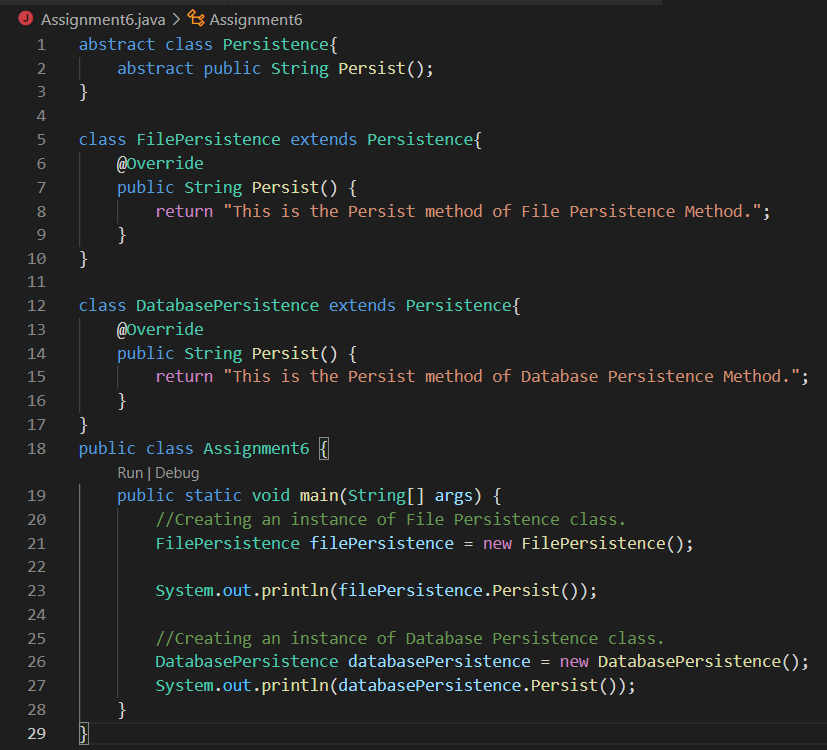 Assignment6.java > Assignment6
1 abstract class Persistence{
2     abstract public String Persist();
3 }
4
5 class FilePersistence extends Persistence{
6     @Override
7     public String Persist() {
8         return "This is the Persist method of File Persistence Method.";
9     }
10 }
11
12 class DatabasePersistence extends Persistence{
13     @Override
14     public String Persist() {
15         return "This is the Persist method of Database Persistence Method.";
16     }
17 }
18 public class Assignment6 {
Run | Debug
19     public static void main(String[] args) {
20         //Creating an instance of File Persistence class.
21         FilePersistence filePersistence = new FilePersistence();
22
23         System.out.println(filePersistence.Persist());
24
25         //Creating an instance of Database Persistence class.
26         DatabasePersistence databasePersistence = new DatabasePersistence();
27         System.out.println(databasePersistence.Persist());
28     }
29 }